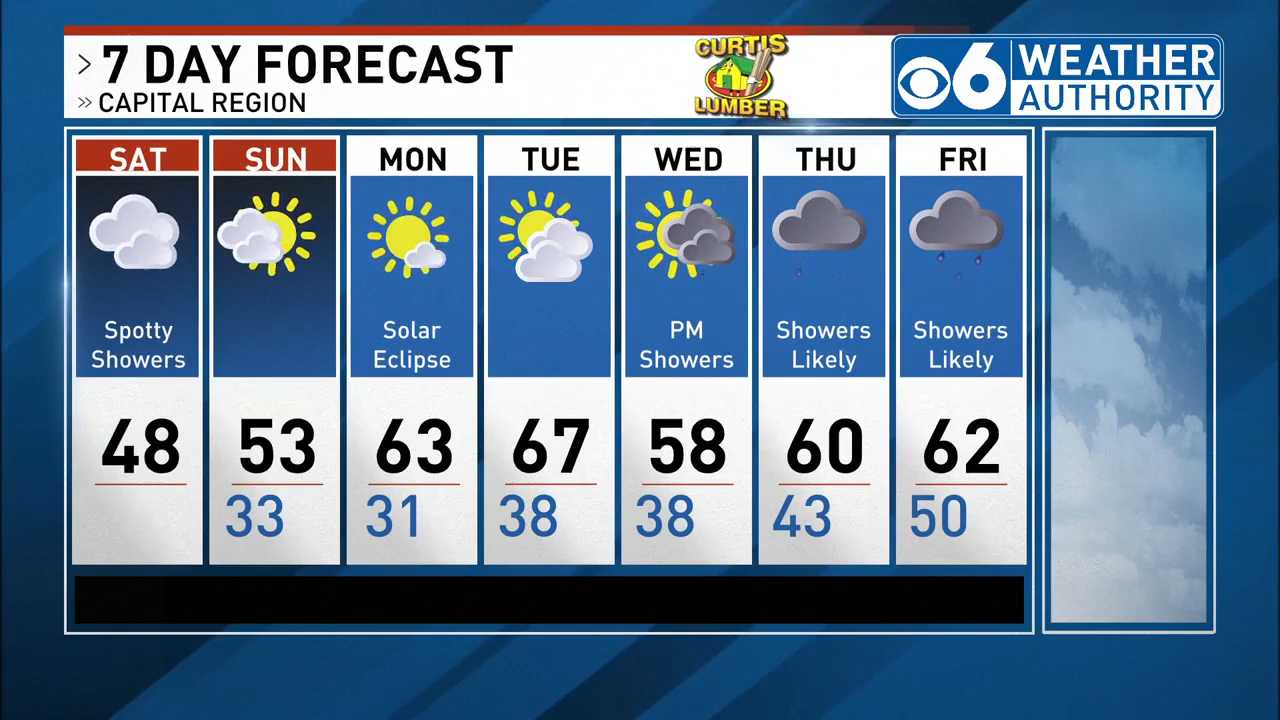 > 7 DAY FORECAST
» CAPITAL REGION
CURTIS
LUMBER
6 WEATHER
AUTHORITY
SAT SUN MON TUE WED THU FRI
Spotty Solar PM Showers Showers
Showers Eclipse Showers Likely Likely
48 53 63 67 58 60 62
33 31 38 38 43 50